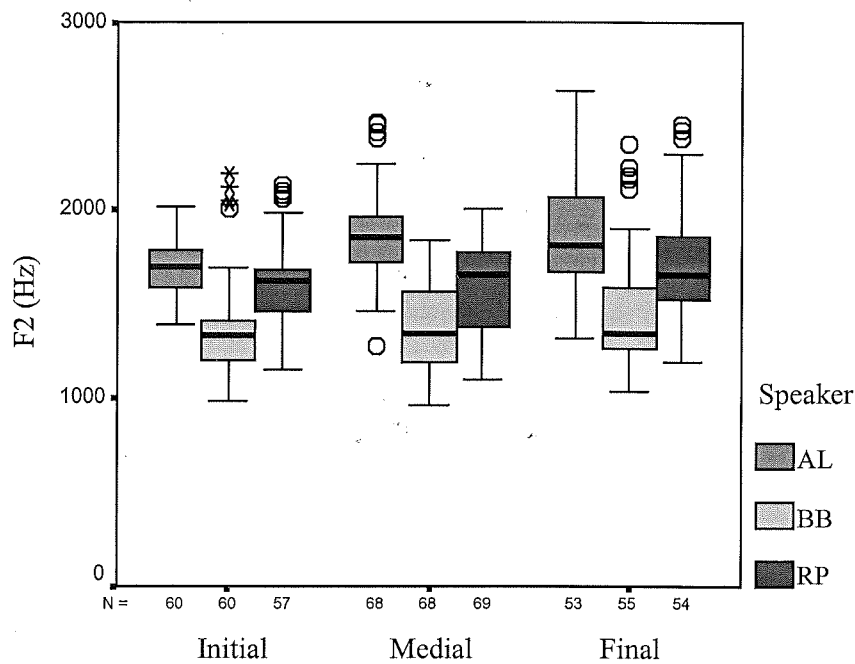 3000
2000
1000
0
F2 (Hz)
N = 60 60 57 68 68 69 53 55 54
Initial Medial Final
Speaker
AL
BB
RP